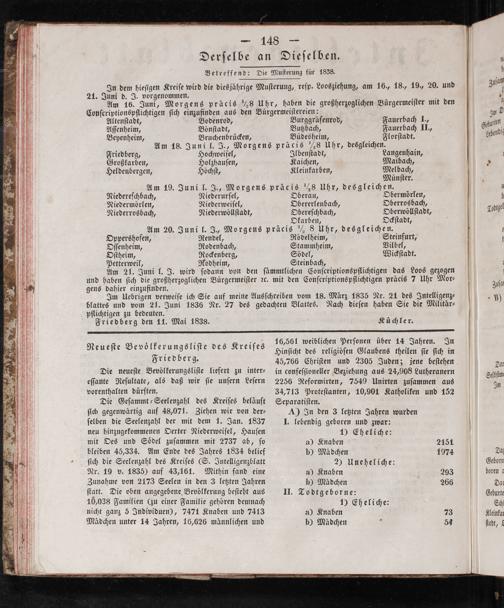 — 148 —
Derselbe an Dieselben.
Betreffend: Die Musterung für 1838.
In dem hiesigen Kreise wird die diesjährige Musterung, resp. Loosziehung, am 16., 18., 19., 20. und
21. Juni d. J. vorgenommen.
Am 16. Juni, Morgens präcis ½8 Uhr, haben die großherzoglichen Bürgermeister mit den
Conscriptionspflichtigen sich einzufinden aus den Bürgermeistereien:
Altenstadt, Bodenrod, Burggräfenrod, Fauerbach I.,
Assenheim, Bönstadt, Butzbach, Fauerbach II.,
Beyenheim, Bruchenbrücken, Büdesheim, Florstadt.
Am 18. Juni l. J., Morgens präcis ½8 Uhr, desgleichen.
Friedberg, Hochweisel, Ilbenstadt, Langenhain,
Großkarben, Holzhausen, Kaichen, Maibach,
Heldenbergen, Höchst, Kleinkarben, Melbach,
Münster.
Am 19. Juni l. J., Morgens präcis ½8 Uhr, desgleichen.
Niedereschbach, Niederursel, Oberau, Obermörlen,
Niedermörlen, Niederweisel, Obererlenbach, Oberrosbach,
Niederrosbach, Niederwöllstadt, Obereschbach, Oberwöllstadt,
Okarben, Ockstadt.
Am 20. Juni l. J., Morgens präcis ½8 Uhr, desgleichen.
Oppershofen, Rendel, Rödelheim, Steinfurt,
Ossenheim, Rodenbach, Stammheim, Vilbel,
Ostheim, Rockenberg, Södel, Wickstadt.
Petterweil, Rodheim, Steinbach,
Am 21. Juni l. J. wird sodann von den sämmtlichen Conscriptionspflichtigen das Loos gezogen
und haben sich die großherzoglichen Bürgermeister ꝛc. mit den Conscriptionspflichtigen präcis 7 Uhr Mor-
gens dahier einzufinden.
Im Uebrigen verweise ich Sie auf meine Ausschreiben vom 18. März 1835 Nr. 21 des Intelligenz-
blattes und vom 21. Juni 1836 Nr. 27 des gedachten Blattes. Nach diesen haben Sie die Militär-
pflichtigen zu bedeuten.
Friedberg den 11. Mai 1838. Küchler.
Neueste Bevölkerungsliste des Kreises
Friedberg.
Die neueste Bevölkerungsliste liefert zu inter-
essante Resultate, als daß wir sie unsern Lesern
vorenthalten dürften.
Die Gesammt-Seelenzahl des Kreises beläuft
sich gegenwärtig auf 48,071. Ziehen wir von der-
selben die Seelenzahl der mit dem 1. Jan. 1837
neu hinzugekommenen Orte Niederweisel, Hausen
mit Oes und Södel zusammen mit 2737 ab, so
bleiben 45,334. Am Ende des Jahres 1834 belief
sich die Seelenzahl des Kreises (S. Intelligenzblatt
Nr. 19 v. 1835) auf 43,161. Mithin fand eine
Zunahme von 2173 Seelen in den 3 letzten Jahren
statt. Die oben angegebene Bevölkerung besteht aus
10,038 Familien (zu einer Familie gehören demnach
nicht ganz 5 Individuen), 7471 Knaben und 7413
Mädchen unter 14 Jahren, 16,626 männlichen und
16,561 weiblichen Personen über 14 Jahren. In
Hinsicht des religiösen Glaubens theilen sie sich in
45,766 Christen und 2305 Juden; jene bestehen
in confessioneller Beziehung aus 24,908 Lutheranern
2256 Reformirten, 7549 Unirten zusammen aus
34,713 Protestanten, 10,901 Katholiken und 152
Separatisten.
A) In den 3 letzten Jahren wurden
I. lebendig geboren und zwar:
1) Eheliche:
a) Knaben 2151
b) Mädchen 1974
2) Uneheliche:
a) Knaben 293
b) Mädchen 266
II. Todtgeborne:
1) Eheliche:
a) Knaben 73
b) Mädchen 54